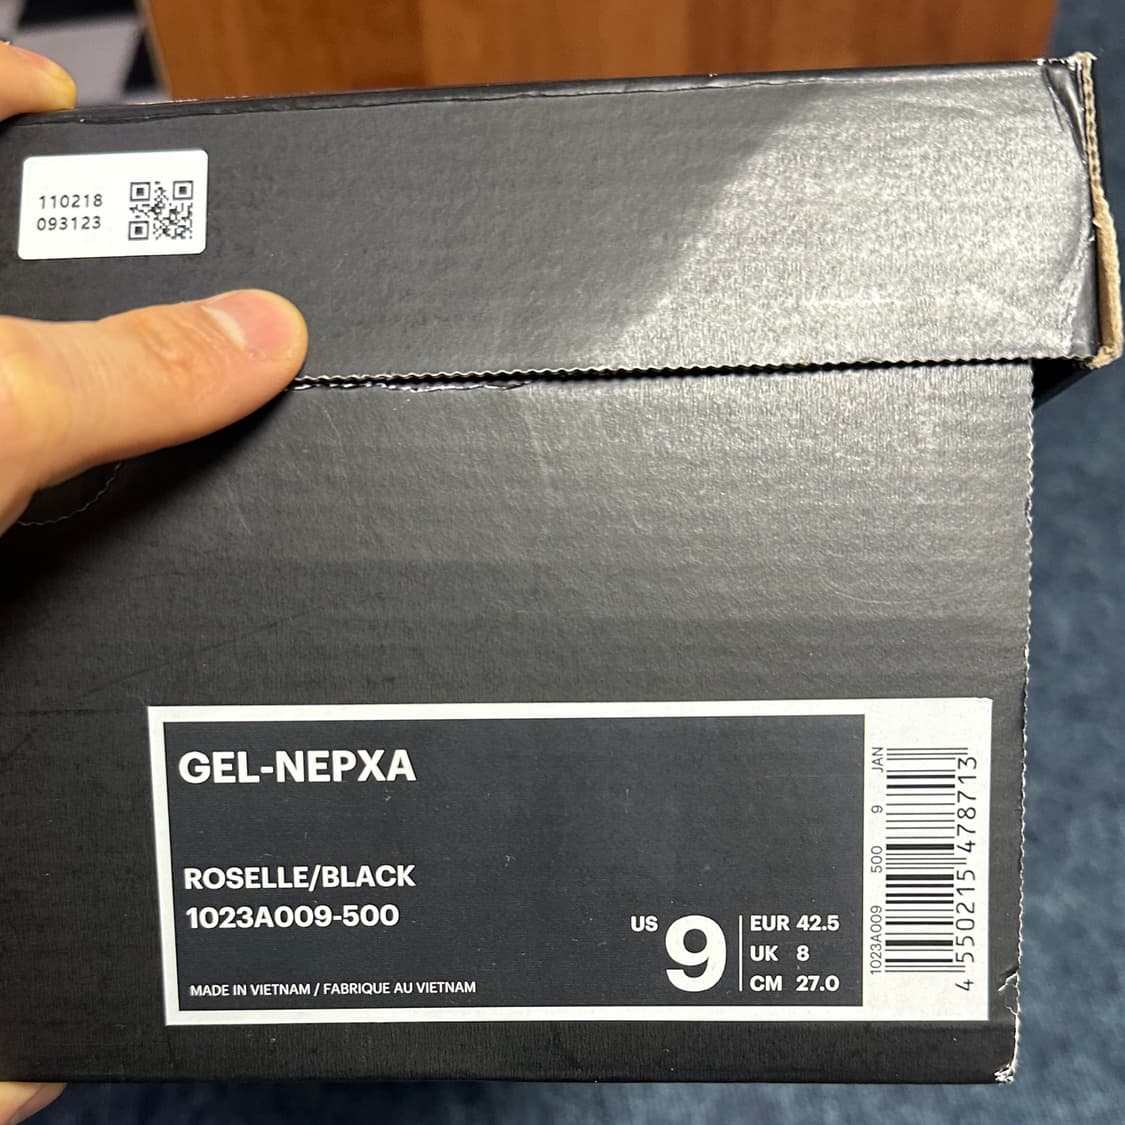 110218
093123
GEL-NEPXA
ROSELLE/BLACK
1023A009-500
MADE IN VIETNAM / FABRIQUE AU VIETNAM
US 9
EUR 42.5
UK 8
CM 27.0
1023A009 500 9 JAN
4 550215 478713